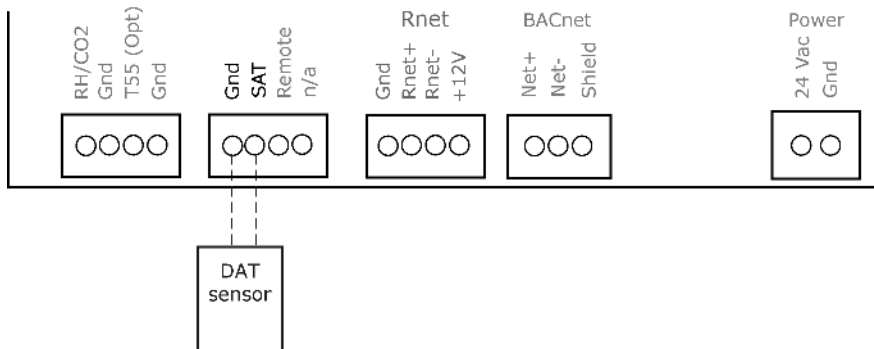 Rnet
BACnet
Power
RH/CO2
Gnd
T55 (Opt)
Gnd
Gnd
SAT
Remote
n/a
Gnd
Rnet+
Rnet-
+12V
Net+
Net-
Shield
24 Vac
Gnd
DAT
sensor